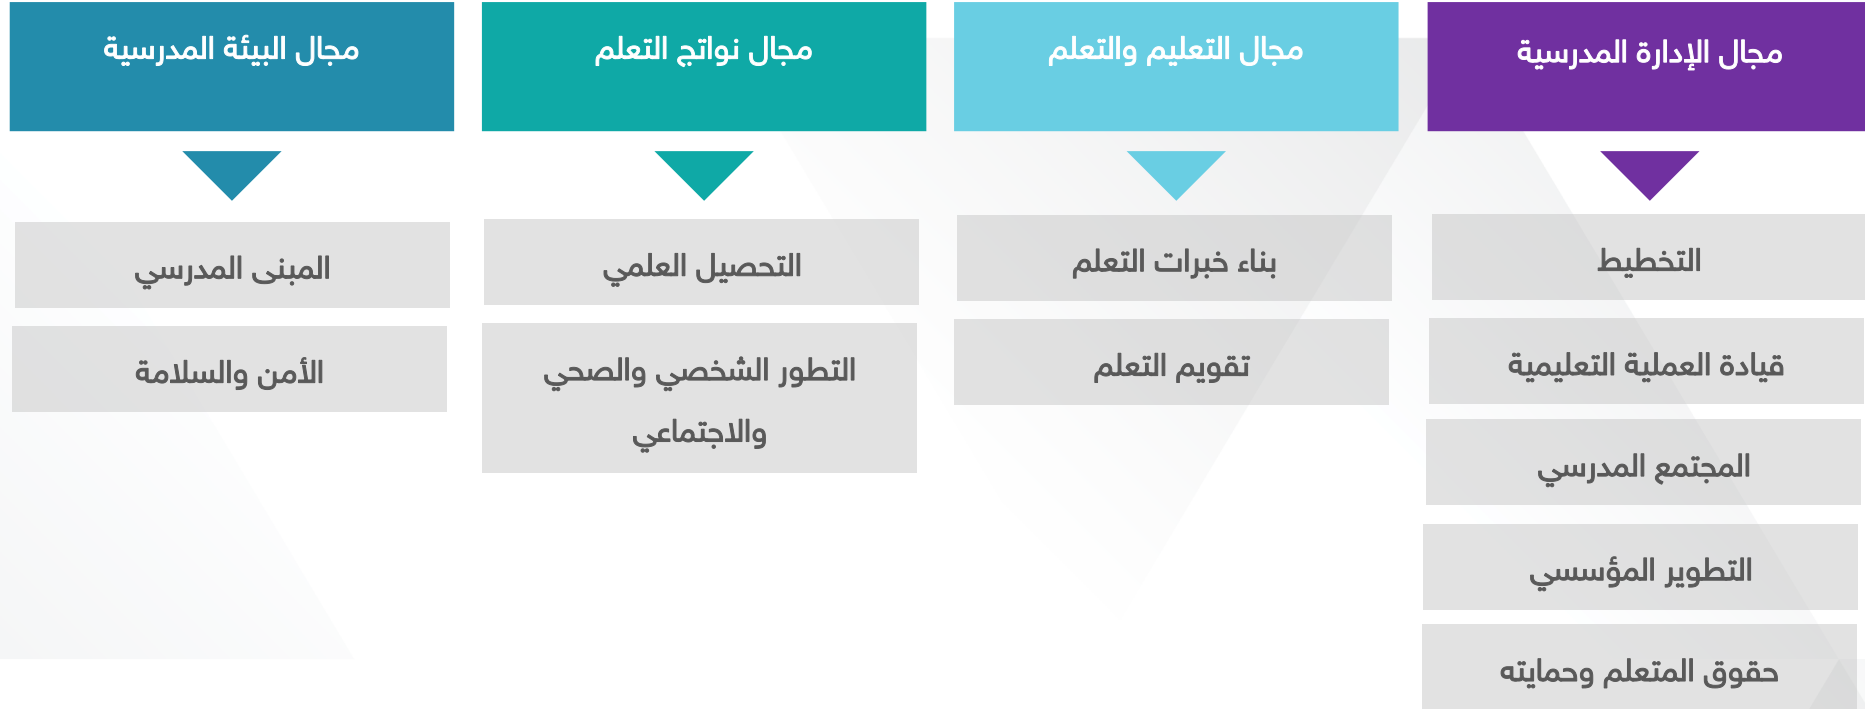 مجال الإدارة المدرسية
التخطيط
قيادة العملية التعليمية
المجتمع المدرسي
التطوير المؤسسي
حقوق المتعلم وحمايته
مجال التعليم والتعلم
بناء خبرات التعلم
تقويم التعلم
مجال نواتج التعلم
التحصيل العلمي
التطور الشخصي والصحي
والاجتماعي
مجال البيئة المدرسية
المبنى المدرسي
الأمن والسلامة